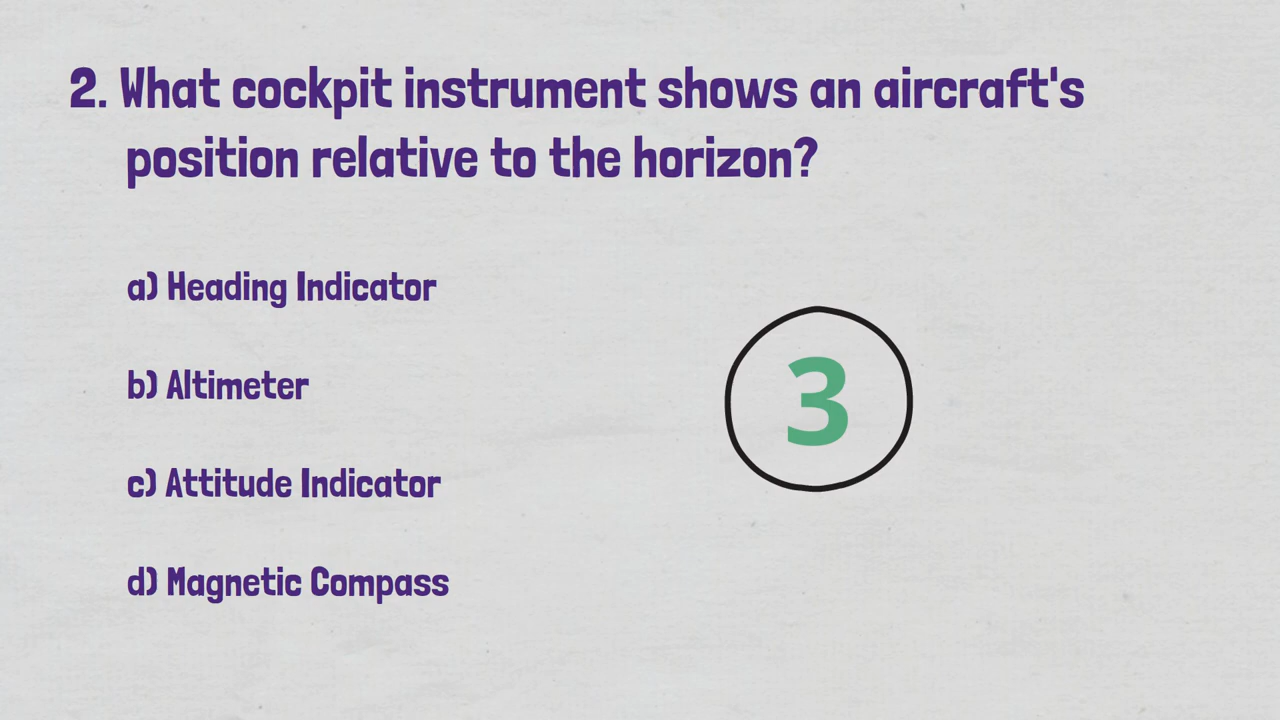 2. What cockpit instrument shows an aircraft's
position relative to the horizon?
a) Heading Indicator
b) Altimeter
3
c) Attitude Indicator
d) Magnetic Compass